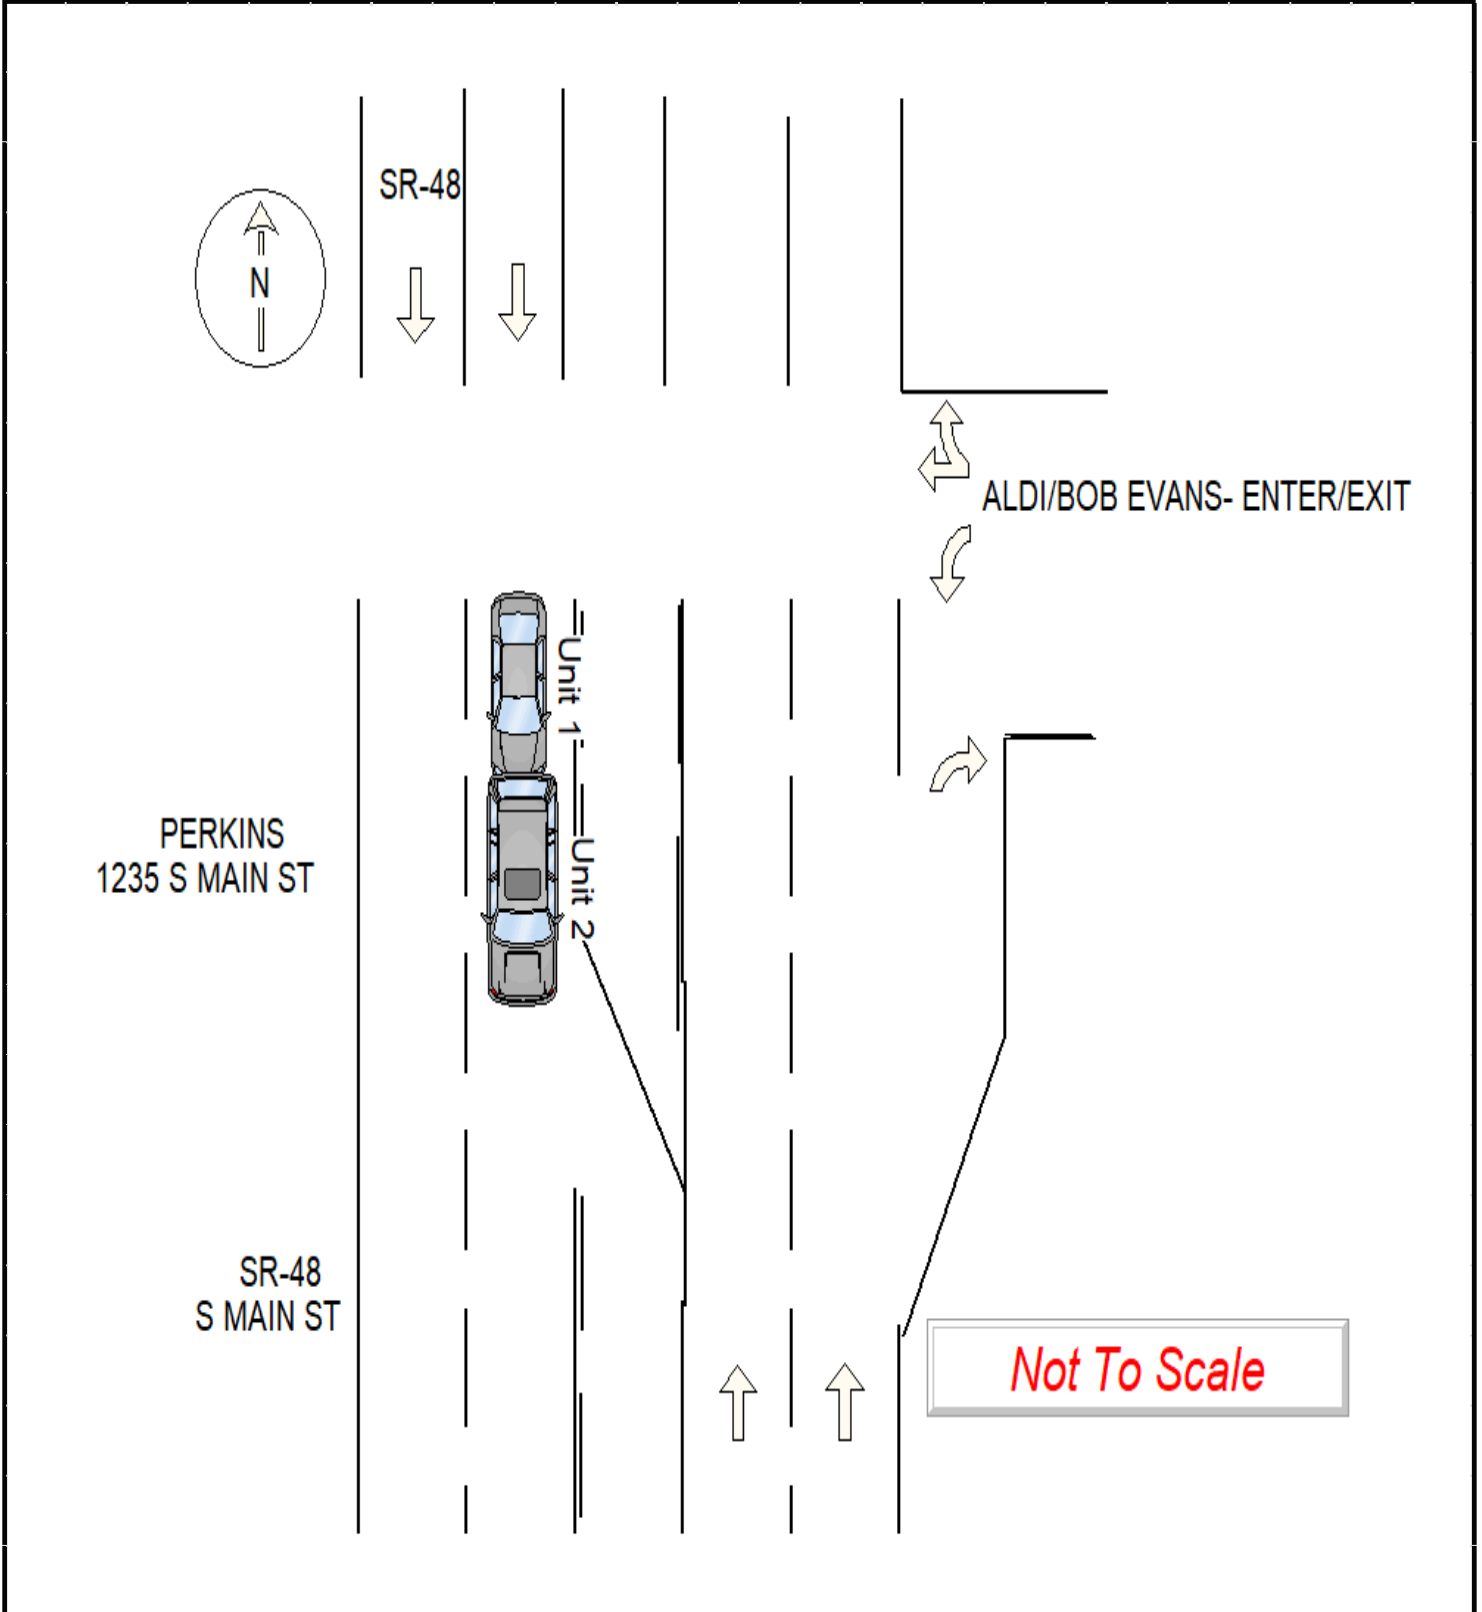 SR-48
N
ALDI/BOB EVANS- ENTER/EXIT
Unit 1
PERKINS
1235 S MAIN ST
Unit 2
SR-48
S MAIN ST
Not To Scale